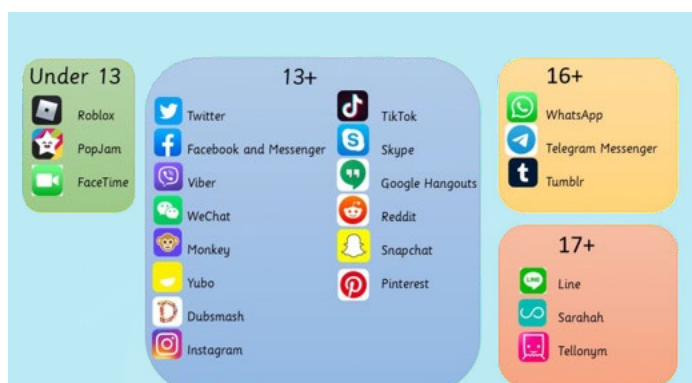 Under 13
Roblox
PopJam
FaceTime
13+
Twitter
Facebook and Messenger
Viber
WeChat
Monkey
Yubo
Dubsmash
Instagram
TikTok
Skype
Google Hangouts
Reddit
Snapchat
Pinterest
16+
WhatsApp
Telegram Messenger
Tumblr
17+
LINE
Line
Sarahah
Tellonym